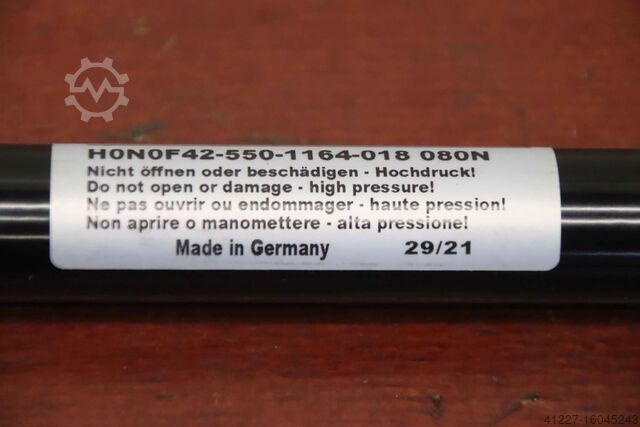 H0N0F42-550-1164-018 080N
Nicht öffnen oder beschädigen - Hochdruck!
Do not open or damage - high pressure!
Ne pas ouvrir ou endommager - haute pression!
Non aprire o manomettere - alta pressione!
Made in Germany 29/21
41227-16045243